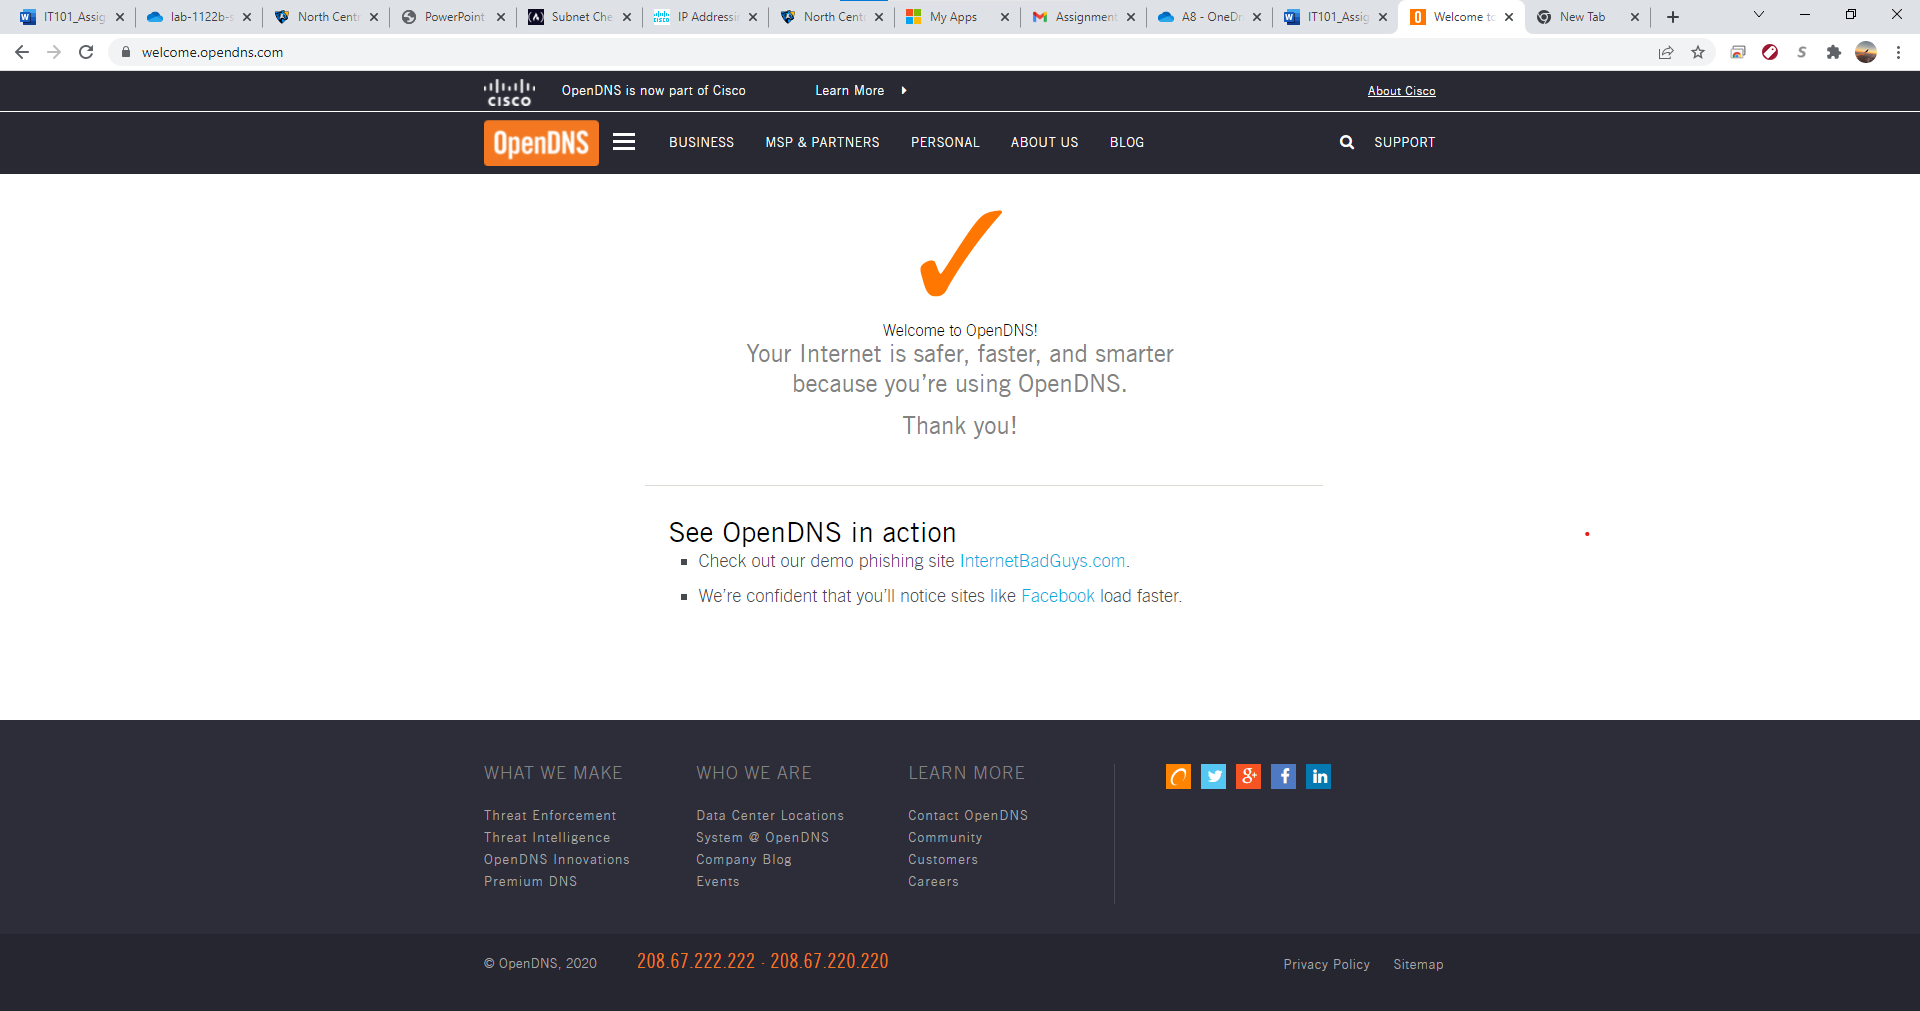 IT101_Assig
lab-1122b-s
North Centr
PowerPoint
Subnet Che
IP Addressin
North Centr
My Apps
Assignment
A8 - OneDr
IT101_Assig
Welcome to
New Tab
welcome.opendns.com
CISCO
OpenDNS is now part of Cisco
Learn More
About Cisco
OpenDNS
BUSINESS
MSP & PARTNERS
PERSONAL
ABOUT US
BLOG
SUPPORT
Welcome to OpenDNS!
Your Internet is safer, faster, and smarter
because you’re using OpenDNS.
Thank you!
See OpenDNS in action
Check out our demo phishing site InternetBadGuys.com.
We’re confident that you’ll notice sites like Facebook load faster.
WHAT WE MAKE
Threat Enforcement
Threat Intelligence
OpenDNS Innovations
Premium DNS
WHO WE ARE
Data Center Locations
System @ OpenDNS
Company Blog
Events
LEARN MORE
Contact OpenDNS
Community
Customers
Careers
© OpenDNS, 2020
208.67.222.222 - 208.67.220.220
Privacy Policy
Sitemap